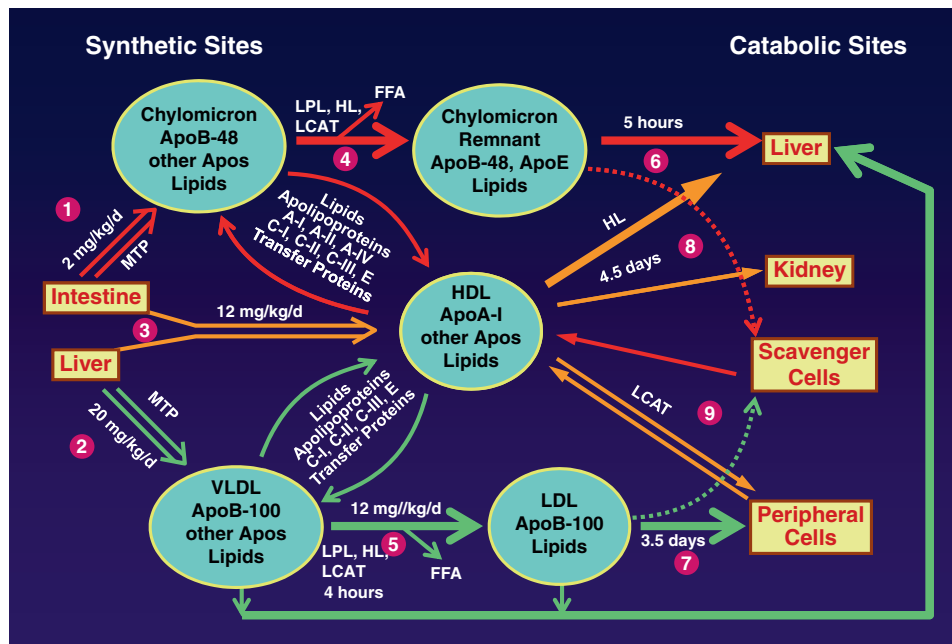 Synthetic Sites
Catabolic Sites
Chylomicron
ApoB-48
other Apos
Lipids
LPL, HL,
LCAT
FFA
4
Chylomicron
Remnant
ApoB-48, ApoE
Lipids
5 hours
6
Liver
1
2 mg/kg/d
MTP
Lipids
Apolipoproteins
A-I, A-II, A-IV
C-I, C-II, C-III, E
Transfer Proteins
HL
8
4.5 days
Kidney
Intestine
3
12 mg/kg/d
Liver
HDL
ApoA-I
other Apos
Lipids
Scavenger
Cells
MTP
20 mg/kg/d
2
Lipids
Apolipoproteins
C-I, C-II, C-III, E
Transfer Proteins
LCAT
9
VLDL
ApoB-100
other Apos
Lipids
12 mg//kg/d
5
LPL, HL,
LCAT
4 hours
FFA
LDL
ApoB-100
Lipids
3.5 days
7
Peripheral
Cells